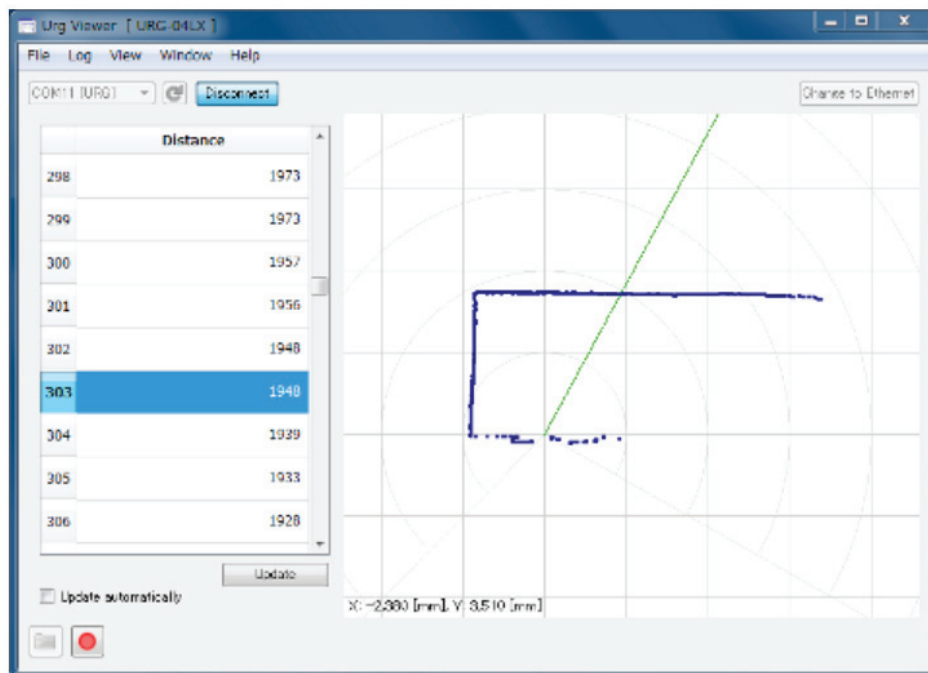 Urg Viewer [ URG-04LX ]
File Log View Window Help
COM11 [URG] Disconnect Change to Ethernet
Distance
298 1973
299 1973
300 1957
301 1956
302 1948
303 1948
304 1939
305 1933
306 1928
Update
Update automatically
X: -2,380 [mm], Y: 3,510 [mm]